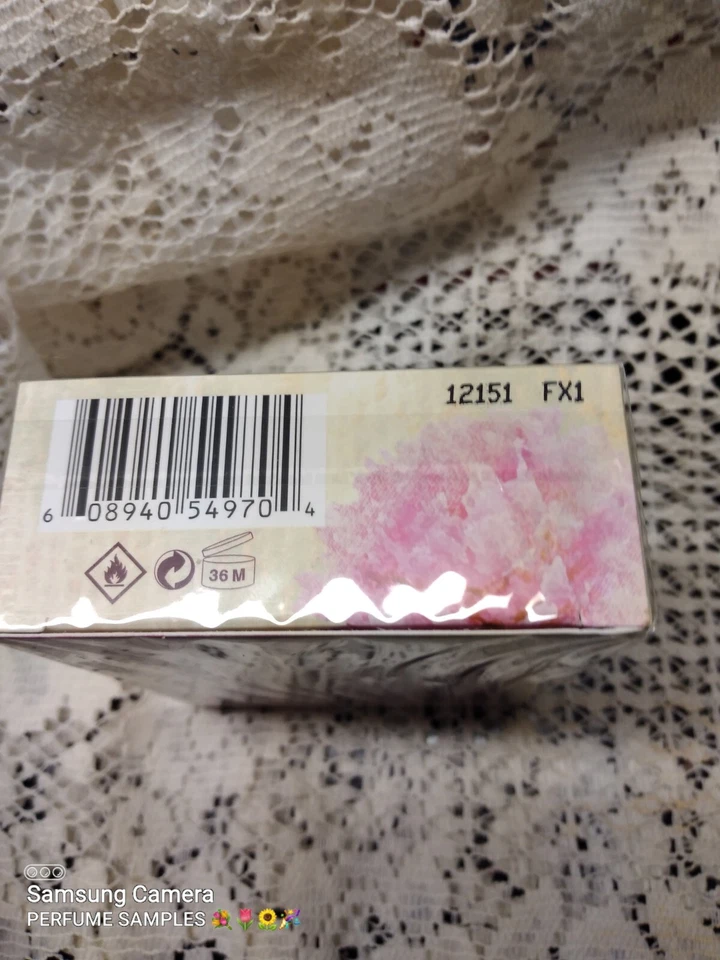 12151 FX1
6 08940 54970 4
36 M
Samsung Camera
PERFUME SAMPLES 💐🌷🌻🎉